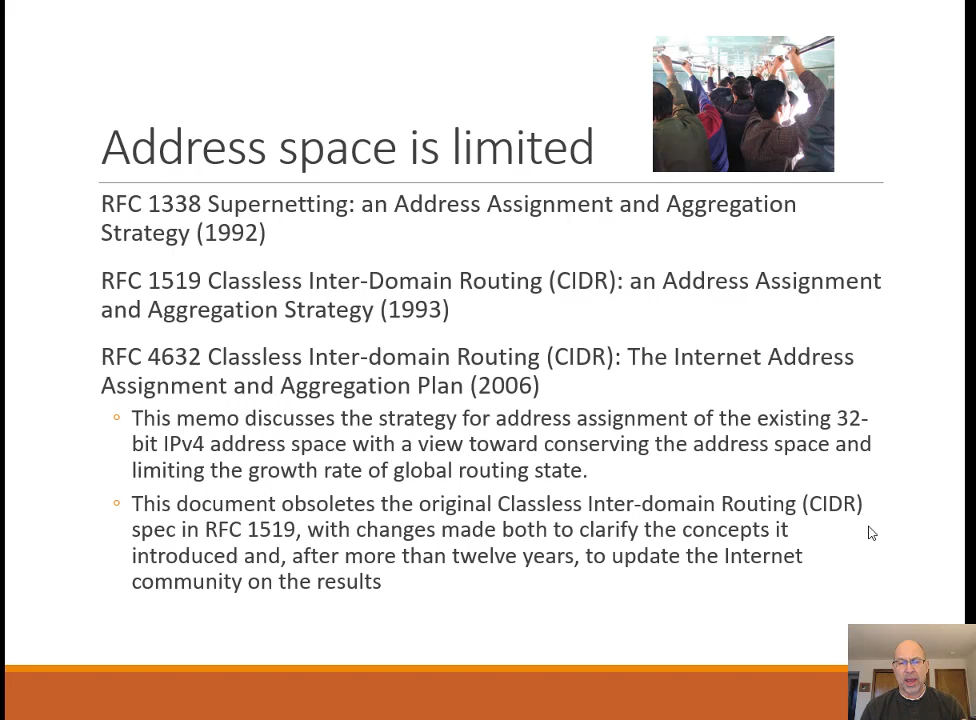 Address space is limited
RFC 1338 Supernetting: an Address Assignment and Aggregation
Strategy (1992)
RFC 1519 Classless Inter-Domain Routing (CIDR): an Address Assignment
and Aggregation Strategy (1993)
RFC 4632 Classless Inter-domain Routing (CIDR): The Internet Address
Assignment and Aggregation Plan (2006)
◦ This memo discusses the strategy for address assignment of the existing 32-
bit IPv4 address space with a view toward conserving the address space and
limiting the growth rate of global routing state.
◦ This document obsoletes the original Classless Inter-domain Routing (CIDR)
spec in RFC 1519, with changes made both to clarify the concepts it
introduced and, after more than twelve years, to update the Internet
community on the results